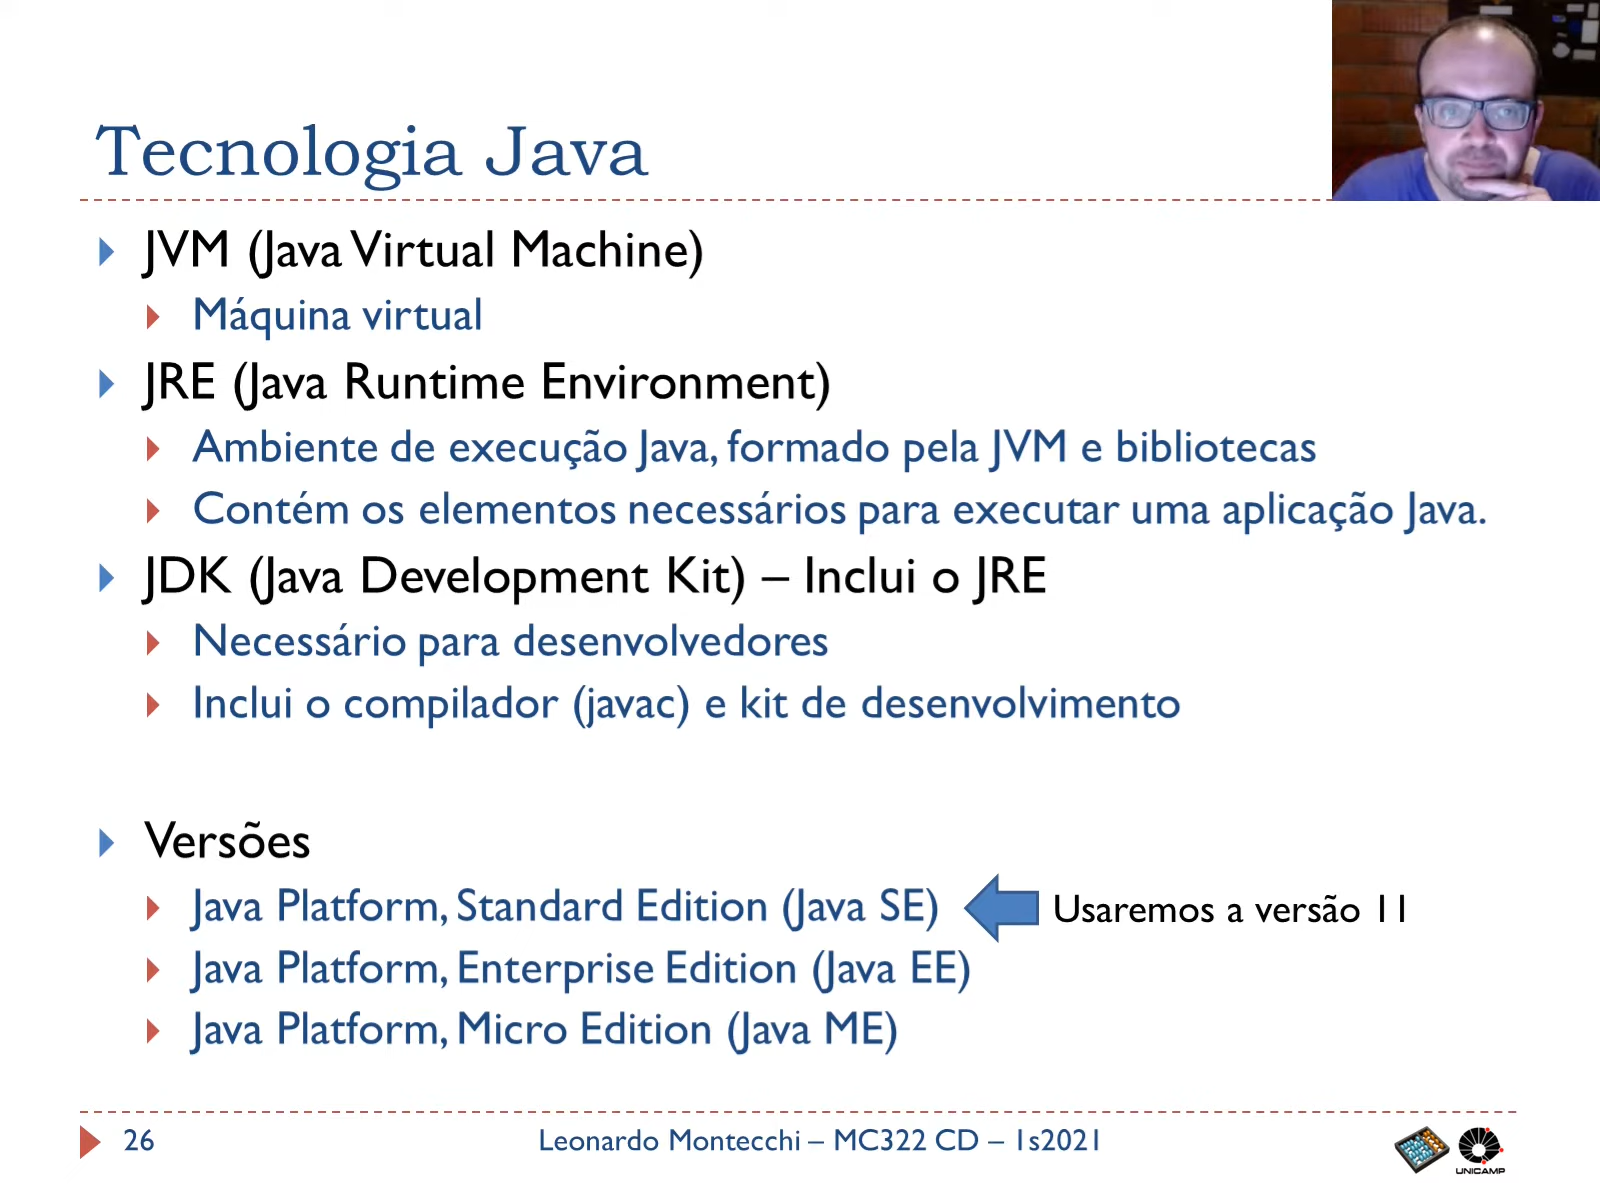 Tecnologia Java
JVM (Java Virtual Machine)
Máquina virtual
JRE (Java Runtime Environment)
Ambiente de execução Java, formado pela JVM e bibliotecas
Contém os elementos necessários para executar uma aplicação Java.
JDK (Java Development Kit) – Inclui o JRE
Necessário para desenvolvedores
Inclui o compilador (javac) e kit de desenvolvimento
Versões
Java Platform, Standard Edition (Java SE)
Usaremos a versão 11
Java Platform, Enterprise Edition (Java EE)
Java Platform, Micro Edition (Java ME)
26
Leonardo Montecchi – MC322 CD – 1s2021
UNICAMP